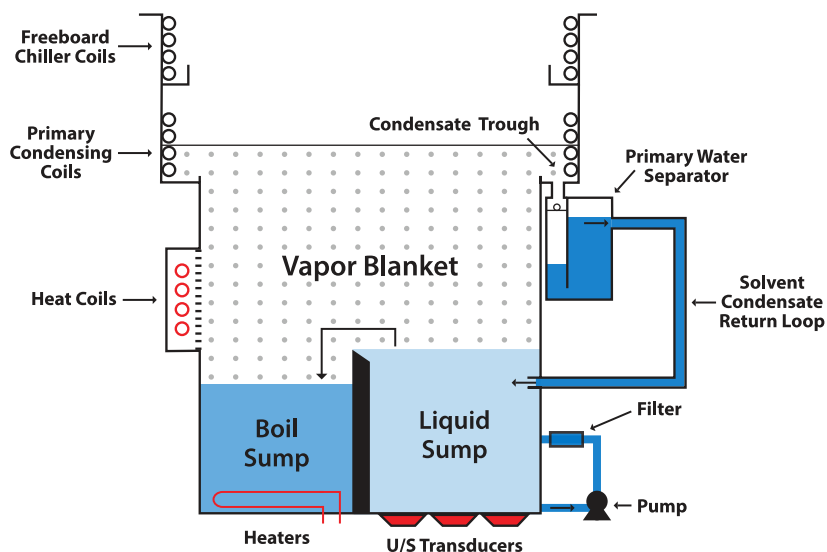 Freeboard
Chiller Coils
Primary
Condensing
Coils
Condensate Trough
Primary Water
Separator
Vapor Blanket
Heat Coils
Solvent
Condensate
Return Loop
Boil
Sump
Liquid
Sump
Filter
Pump
Heaters
U/S Transducers